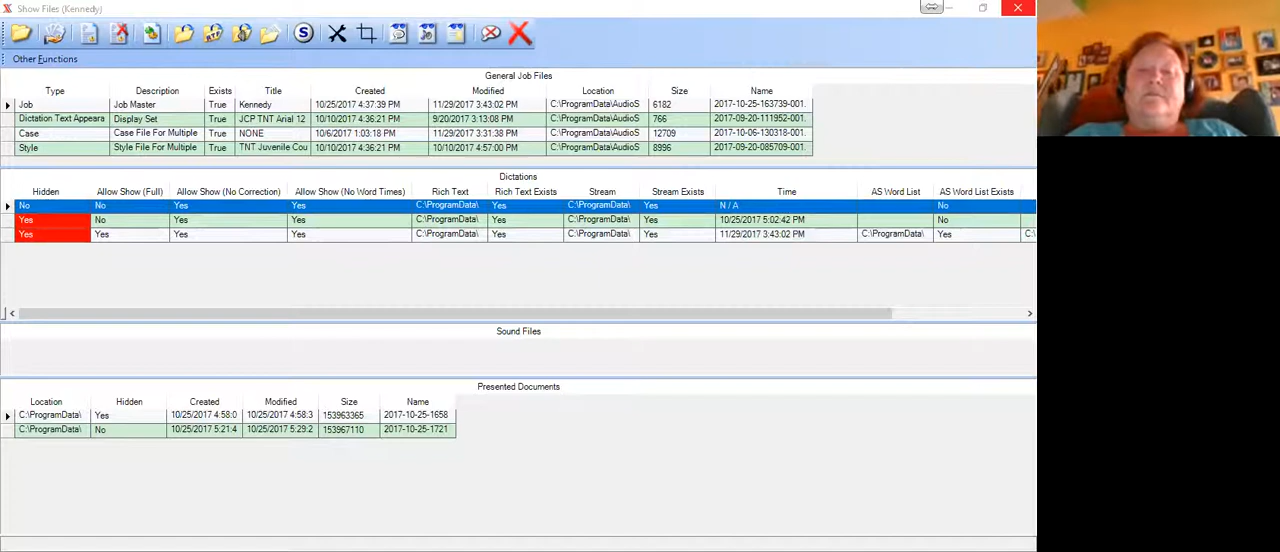 Show Files (Kennedy)
Other Functions
General Job Files
Type Description Exists Title Created Modified Location Size Name
Job Job Master True Kennedy 10/25/2017 4:37:39 PM 11/29/2017 3:43:02 PM C:\ProgramData\AudioS 6182 2017-10-25-163739-001.
Dictation Text Appeara Display Set True JCP TNT Arial 12 10/10/2017 4:36:21 PM 9/20/2017 3:13:08 PM C:\ProgramData\AudioS 766 2017-09-20-111952-001.
Case Case File For Multiple True NONE 10/6/2017 1:03:18 PM 11/29/2017 3:31:38 PM C:\ProgramData\AudioS 12709 2017-10-06-130318-001.
Style Style File For Multiple True TNT Juvenile Cou 10/10/2017 4:36:21 PM 10/10/2017 4:57:00 PM C:\ProgramData\AudioS 8996 2017-09-20-085709-001.
Dictations
Hidden Allow Show (Full) Allow Show (No Correction) Allow Show (No Word Times) Rich Text Rich Text Exists Stream Stream Exists Time AS Word List AS Word List Exists
No No Yes Yes C:\ProgramData\ Yes C:\ProgramData\ Yes N / A No
Yes No Yes Yes C:\ProgramData\ Yes C:\ProgramData\ Yes 10/25/2017 5:02:42 PM No
Yes Yes Yes Yes C:\ProgramData\ Yes C:\ProgramData\ Yes 11/29/2017 3:43:02 PM C:\ProgramData\ Yes C:\
Sound Files
Presented Documents
Location Hidden Created Modified Size Name
C:\ProgramData\ Yes 10/25/2017 4:58:0 10/25/2017 4:58:3 153963365 2017-10-25-1658
C:\ProgramData\ No 10/25/2017 5:21:4 10/25/2017 5:29:2 153967110 2017-10-25-1721